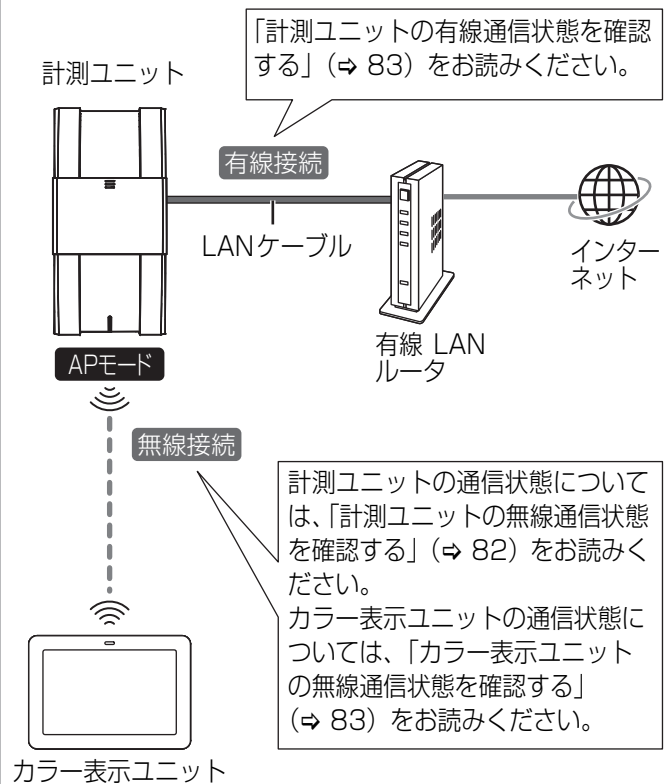 「計測ユニットの有線通信状態を確認
する」（⇨ 83）をお読みください。
計測ユニット
有線接続
LANケーブル
インター
ネット
有線 LAN
ルータ
APモード
無線接続
計測ユニットの通信状態について
は、「計測ユニットの無線通信状態
を確認する」（⇨ 82）をお読みく
ださい。
カラー表示ユニットの通信状態に
ついては、「カラー表示ユニット
の無線通信状態を確認する」
（⇨ 83）をお読みください。
カラー表示ユニット